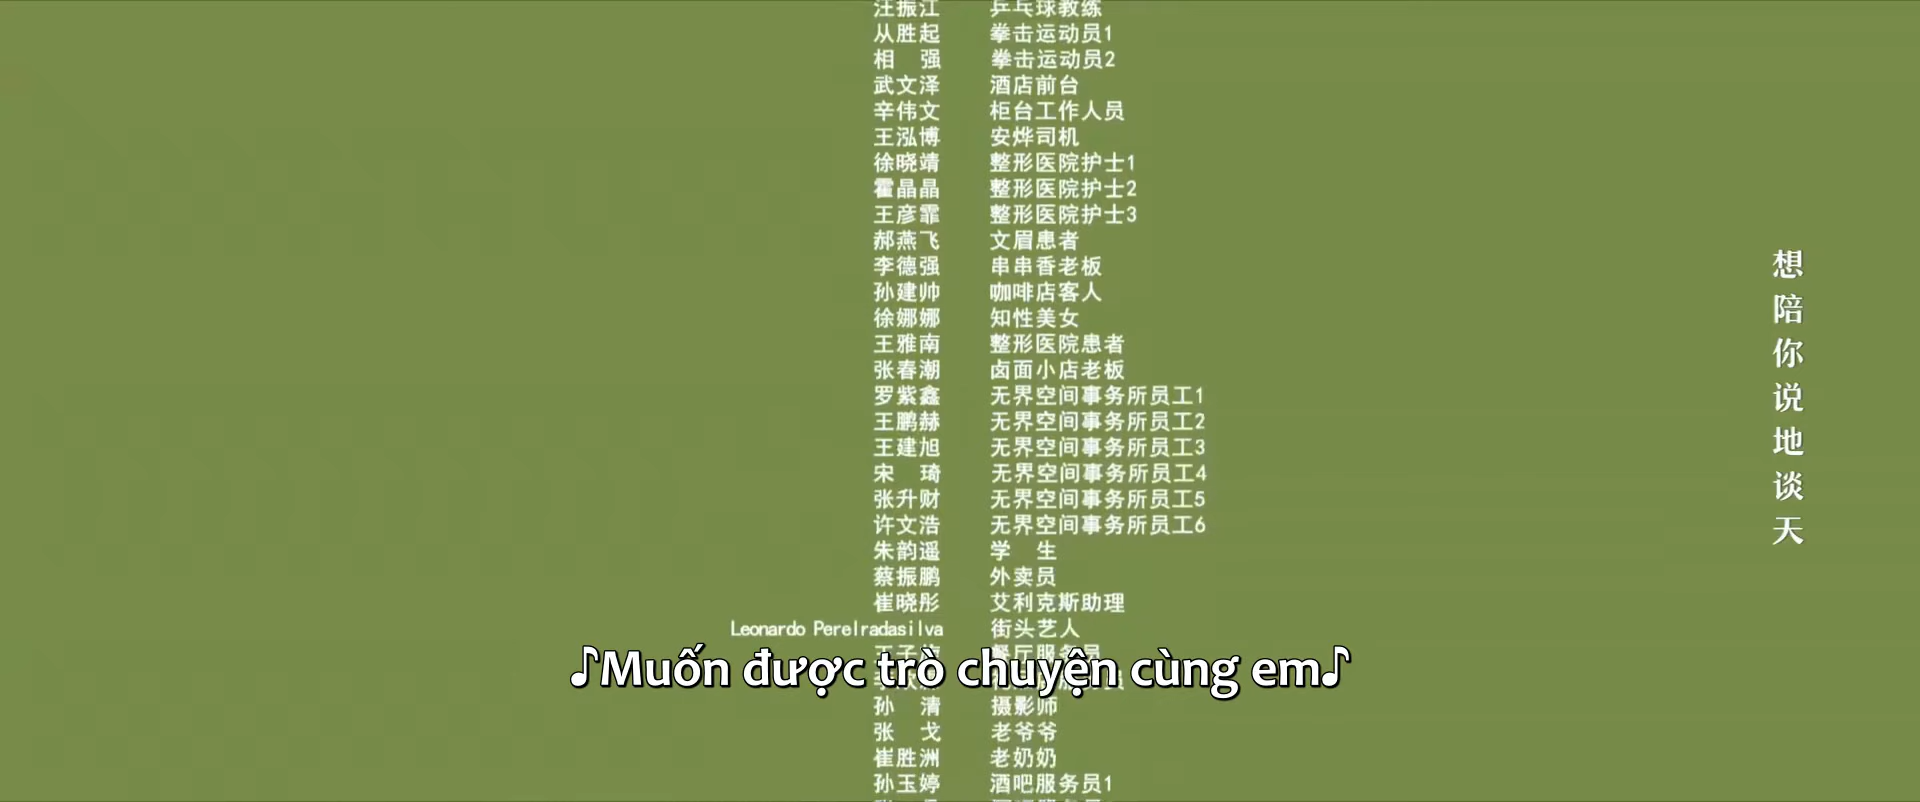 汪振江 乒乓球教练
从胜起 拳击运动员1
相 强 拳击运动员2
武文泽 酒店前台
辛伟文 柜台工作人员
王泓博 安烨司机
徐晓靖 整形医院护士1
霍晶晶 整形医院护士2
王彦霏 整形医院护士3
郝燕飞 文眉患者
李德强 串串香老板
孙建帅 咖啡店客人
徐娜娜 知性美女
王雅南 整形医院患者
张春潮 卤面小店老板
罗紫鑫 无界空间事务所员工1
王鹏赫 无界空间事务所员工2
王建旭 无界空间事务所员工3
宋 琦 无界空间事务所员工4
张升财 无界空间事务所员工5
许文浩 无界空间事务所员工6
朱韵遥 学 生
蔡振鹏 外卖员
崔晓彤 艾利克斯助理
Leonardo Perelradasilva 街头艺人
餐厅服务员
♪Muốn được trò chuyện cùng em♪
孙 清 摄影师
张 戈 老爷爷
崔胜洲 老奶奶
孙玉婷 酒吧服务员1
想陪你说地谈天